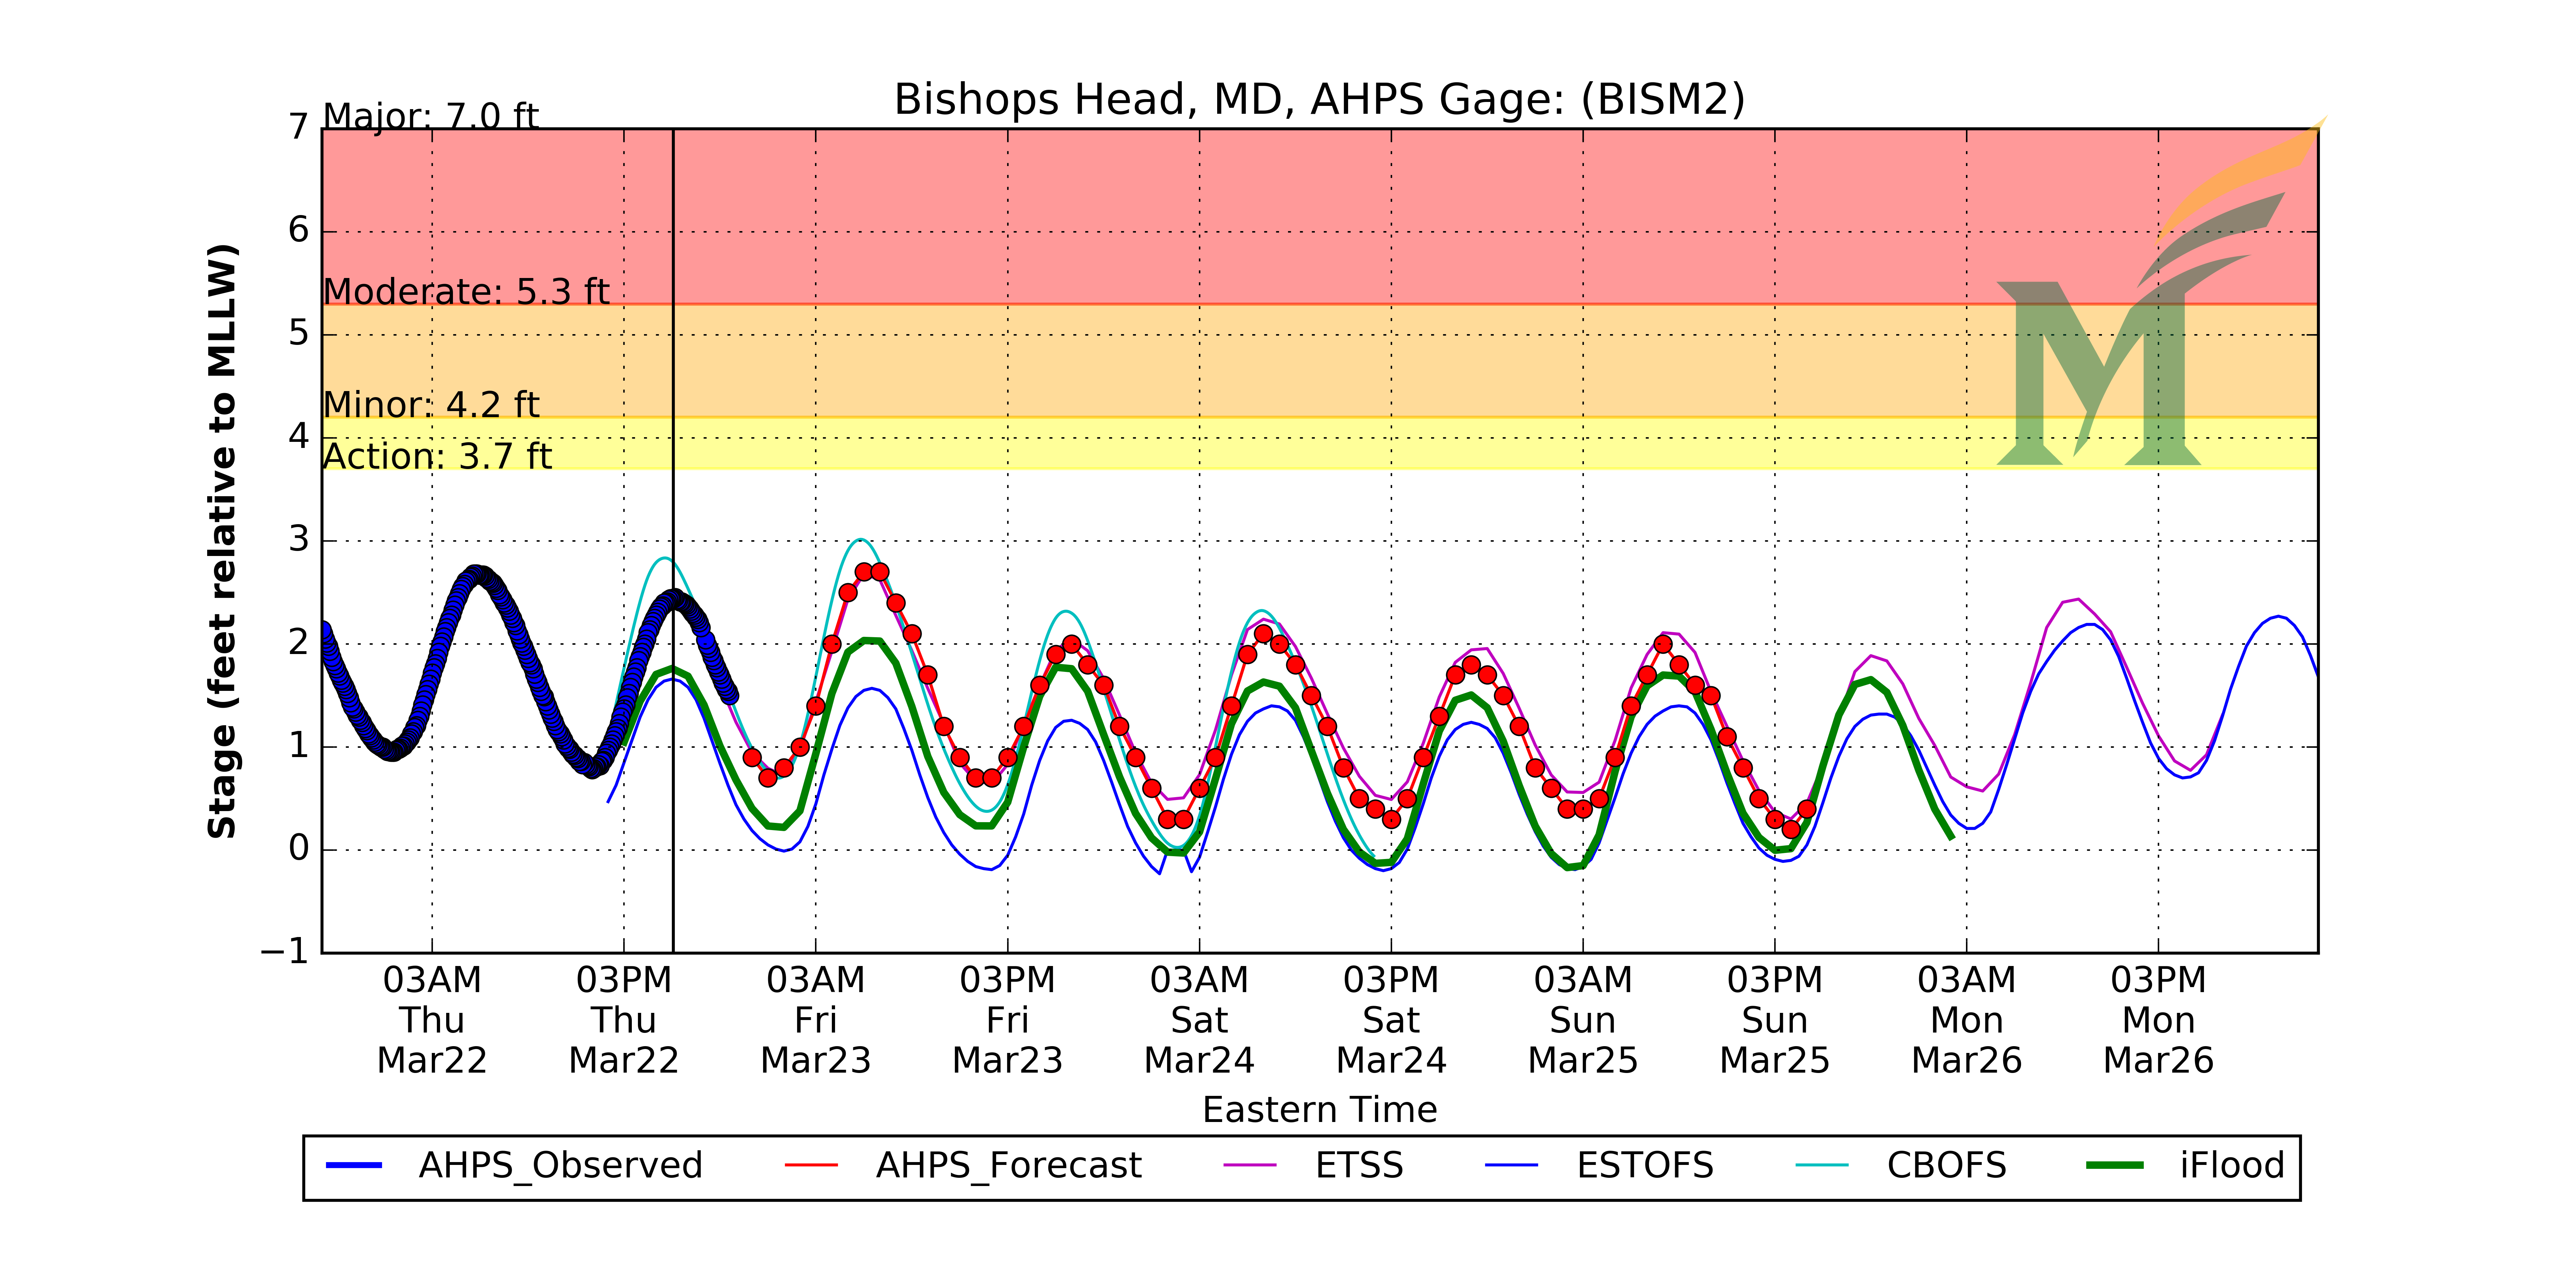 Bishops Head, MD, AHPS Gage: (BISM2)
Major: 7.0 ft
Moderate: 5.3 ft
Minor: 4.2 ft
Action: 3.7 ft
7
6
5
4
3
2
1
0
−1
Stage (feet relative to MLLW)
03AM 03PM 03AM 03PM 03AM 03PM 03AM 03PM 03AM 03PM
Thu Thu Fri Fri Sat Sat Sun Sun Mon Mon
Mar22 Mar22 Mar23 Mar23 Mar24 Mar24 Mar25 Mar25 Mar26 Mar26
Eastern Time
AHPS_Observed AHPS_Forecast ETSS ESTOFS CBOFS iFlood
M